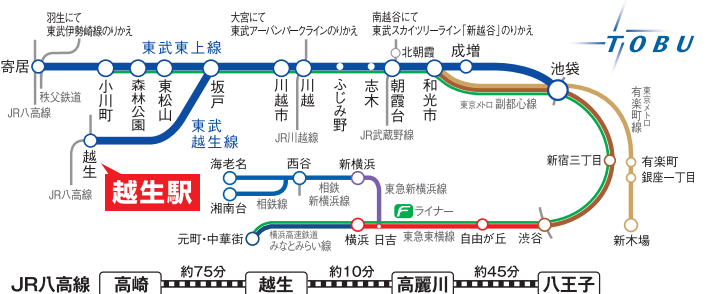 羽生にて
東武伊勢崎線のりかえ
大宮にて
東武アーバンパークラインのりかえ
南越谷にて
東武スカイツリーライン「新越谷」のりかえ
TOBU
東武東上線
北朝霞
成増
寄居
池袋
秩父鉄道
JR八高線
小川町
森林公園
東松山
坂戸
川越市
川越
ふじみ野
志木
朝霞台
和光市
東京メトロ 副都心線
東京メトロ
有楽町線
JR川越線
JR武蔵野線
東武
越生線
越生
JR八高線
越生駅
海老名
西谷
新横浜
相鉄
新横浜線
東急新横浜線
湘南台
相鉄線
新宿三丁目
有楽町
銀座一丁目
Fライナー
元町・中華街
横浜高速鉄道
みなとみらい線
横浜
日吉
東急東横線
自由が丘
渋谷
新木場
JR八高線
高崎
約75分
越生
約10分
高麗川
約45分
八王子